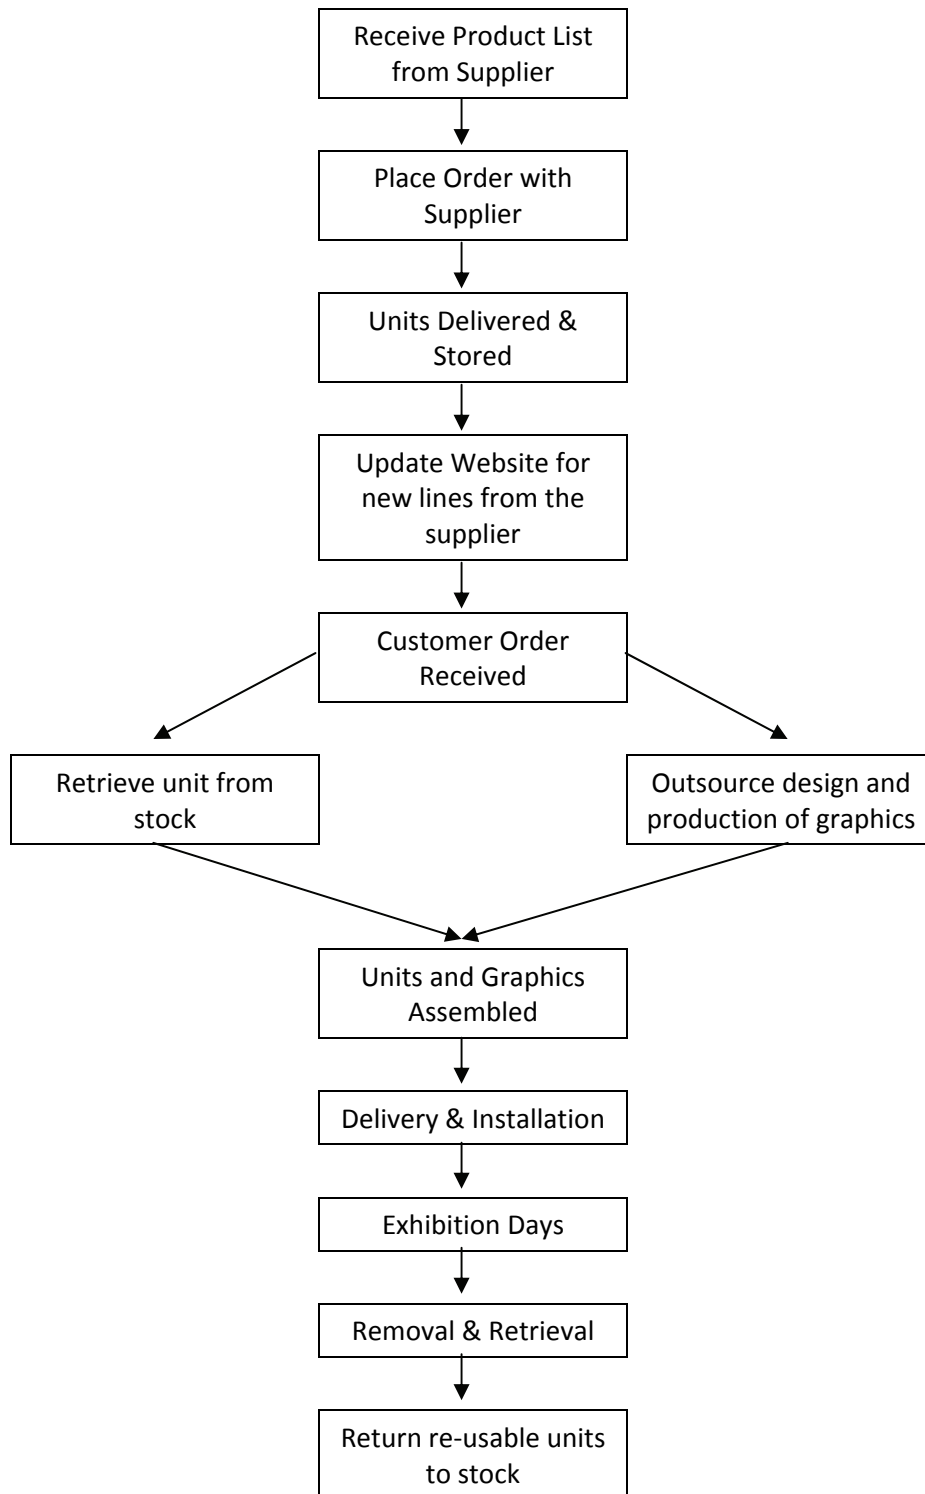 Receive Product List
from Supplier
Place Order with
Supplier
Units Delivered &
Stored
Update Website for
new lines from the
supplier
Customer Order
Received
Retrieve unit from
stock
Outsource design and
production of graphics
Units and Graphics
Assembled
Delivery & Installation
Exhibition Days
Removal & Retrieval
Return re-usable units
to stock